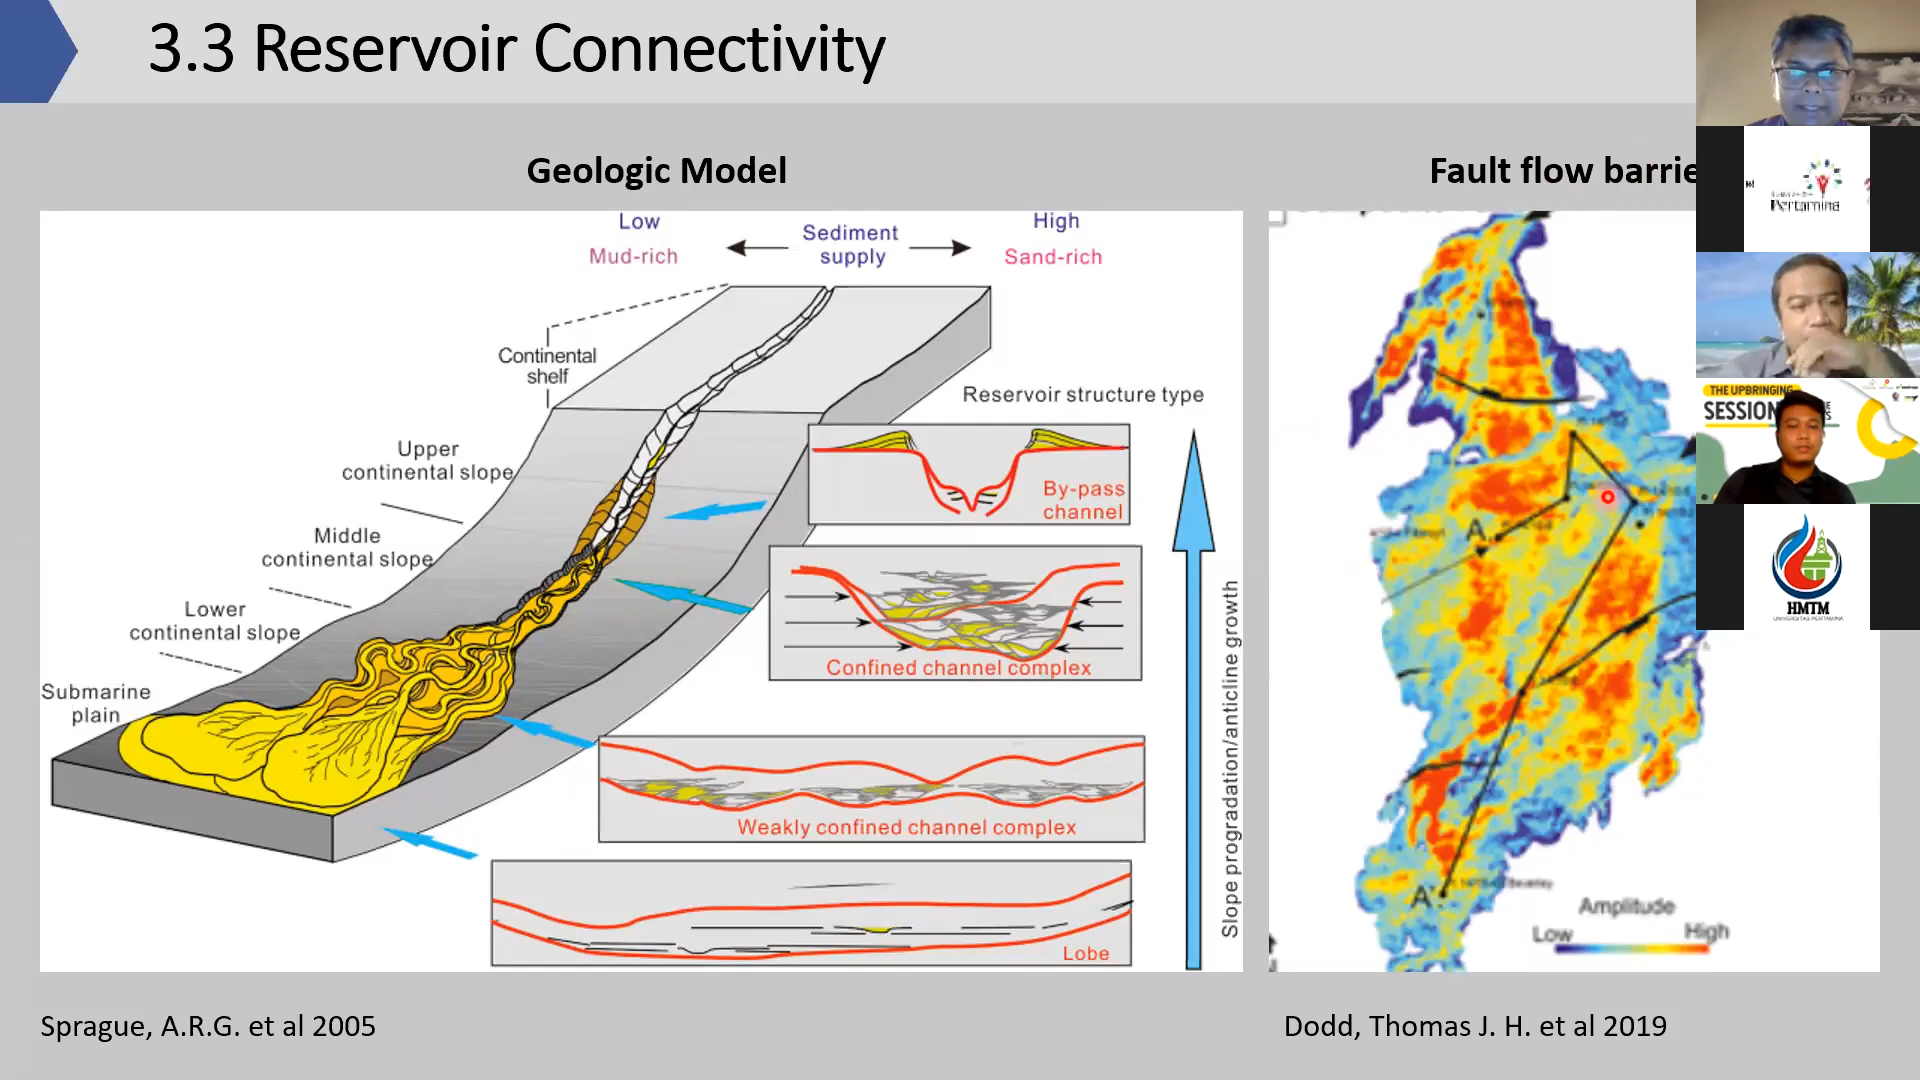 3.3 Reservoir Connectivity
Geologic Model
Low
Mud-rich
Sediment
supply
High
Sand-rich
Continental
shelf
Upper
continental slope
Middle
continental slope
Lower
continental slope
Submarine
plain
Reservoir structure type
By-pass
channel
Confined channel complex
Weakly confined channel complex
Lobe
Slope progradation/anticline growth
Sprague, A.R.G. et al 2005
Fault flow barrie
A
A'
Amplitude
Low
High
Dodd, Thomas J. H. et al 2019
Pertamina
THE UPBRINGING
SESSION
HMTM
UNIVERSITAS PERTAMINA